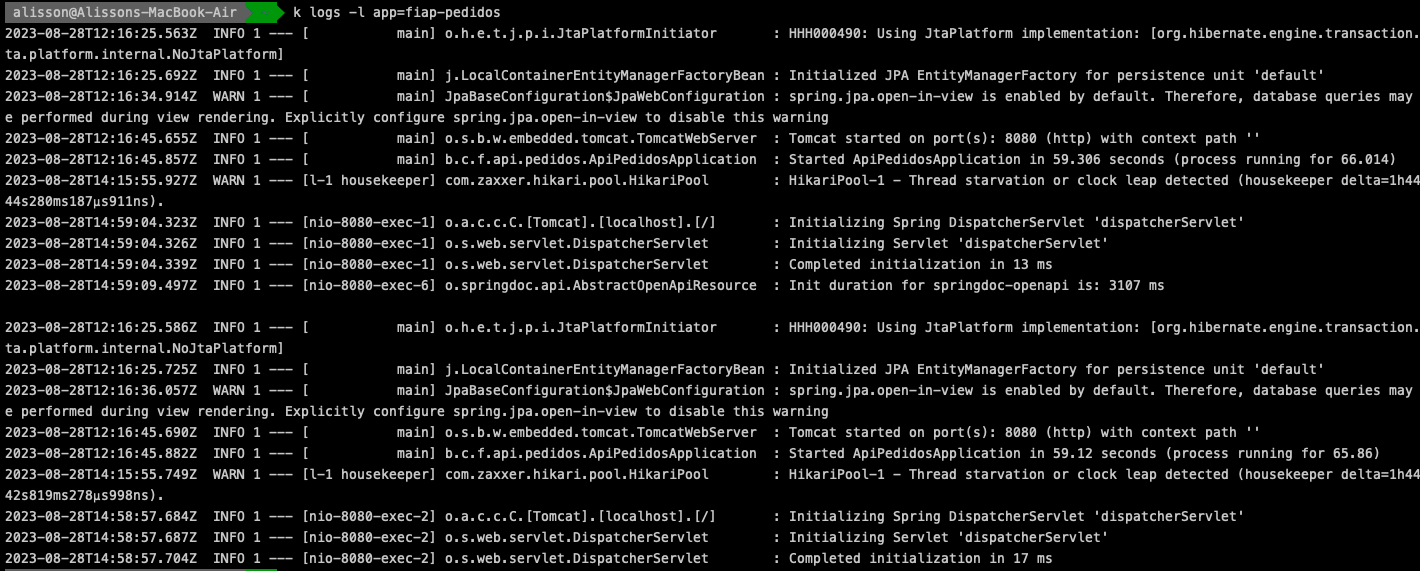 alisson@Alissons-MacBook-Air k logs -l app=fiap-pedidos
2023-08-28T12:16:25.563Z  INFO 1 --- [           main] o.h.e.t.j.p.i.JtaPlatformInitiator       : HHH000490: Using JtaPlatform implementation: [org.hibernate.engine.transaction.
ta.platform.internal.NoJtaPlatform]
2023-08-28T12:16:25.692Z  INFO 1 --- [           main] j.LocalContainerEntityManagerFactoryBean : Initialized JPA EntityManagerFactory for persistence unit 'default'
2023-08-28T12:16:34.914Z  WARN 1 --- [           main] JpaBaseConfiguration$JpaWebConfiguration : spring.jpa.open-in-view is enabled by default. Therefore, database queries may
e performed during view rendering. Explicitly configure spring.jpa.open-in-view to disable this warning
2023-08-28T12:16:45.655Z  INFO 1 --- [           main] o.s.b.w.embedded.tomcat.TomcatWebServer  : Tomcat started on port(s): 8080 (http) with context path ''
2023-08-28T12:16:45.857Z  INFO 1 --- [           main] b.c.f.api.pedidos.ApiPedidosApplication  : Started ApiPedidosApplication in 59.306 seconds (process running for 66.014)
2023-08-28T14:15:55.927Z  WARN 1 --- [l-1 housekeeper] com.zaxxer.hikari.pool.HikariPool        : HikariPool-1 - Thread starvation or clock leap detected (housekeeper delta=1h44
44s280ms187µs911ns).
2023-08-28T14:59:04.323Z  INFO 1 --- [nio-8080-exec-1] o.a.c.c.C.[Tomcat].[localhost].[/]       : Initializing Spring DispatcherServlet 'dispatcherServlet'
2023-08-28T14:59:04.326Z  INFO 1 --- [nio-8080-exec-1] o.s.web.servlet.DispatcherServlet        : Initializing Servlet 'dispatcherServlet'
2023-08-28T14:59:04.339Z  INFO 1 --- [nio-8080-exec-1] o.s.web.servlet.DispatcherServlet        : Completed initialization in 13 ms
2023-08-28T14:59:09.497Z  INFO 1 --- [nio-8080-exec-6] o.springdoc.api.AbstractOpenApiResource  : Init duration for springdoc-openapi is: 3107 ms
2023-08-28T12:16:25.586Z  INFO 1 --- [           main] o.h.e.t.j.p.i.JtaPlatformInitiator       : HHH000490: Using JtaPlatform implementation: [org.hibernate.engine.transaction.
ta.platform.internal.NoJtaPlatform]
2023-08-28T12:16:25.725Z  INFO 1 --- [           main] j.LocalContainerEntityManagerFactoryBean : Initialized JPA EntityManagerFactory for persistence unit 'default'
2023-08-28T12:16:36.057Z  WARN 1 --- [           main] JpaBaseConfiguration$JpaWebConfiguration : spring.jpa.open-in-view is enabled by default. Therefore, database queries may
e performed during view rendering. Explicitly configure spring.jpa.open-in-view to disable this warning
2023-08-28T12:16:45.690Z  INFO 1 --- [           main] o.s.b.w.embedded.tomcat.TomcatWebServer  : Tomcat started on port(s): 8080 (http) with context path ''
2023-08-28T12:16:45.882Z  INFO 1 --- [           main] b.c.f.api.pedidos.ApiPedidosApplication  : Started ApiPedidosApplication in 59.12 seconds (process running for 65.86)
2023-08-28T14:15:55.749Z  WARN 1 --- [l-1 housekeeper] com.zaxxer.hikari.pool.HikariPool        : HikariPool-1 - Thread starvation or clock leap detected (housekeeper delta=1h44
42s819ms278µs998ns).
2023-08-28T14:58:57.684Z  INFO 1 --- [nio-8080-exec-2] o.a.c.c.C.[Tomcat].[localhost].[/]       : Initializing Spring DispatcherServlet 'dispatcherServlet'
2023-08-28T14:58:57.687Z  INFO 1 --- [nio-8080-exec-2] o.s.web.servlet.DispatcherServlet        : Initializing Servlet 'dispatcherServlet'
2023-08-28T14:58:57.704Z  INFO 1 --- [nio-8080-exec-2] o.s.web.servlet.DispatcherServlet        : Completed initialization in 17 ms